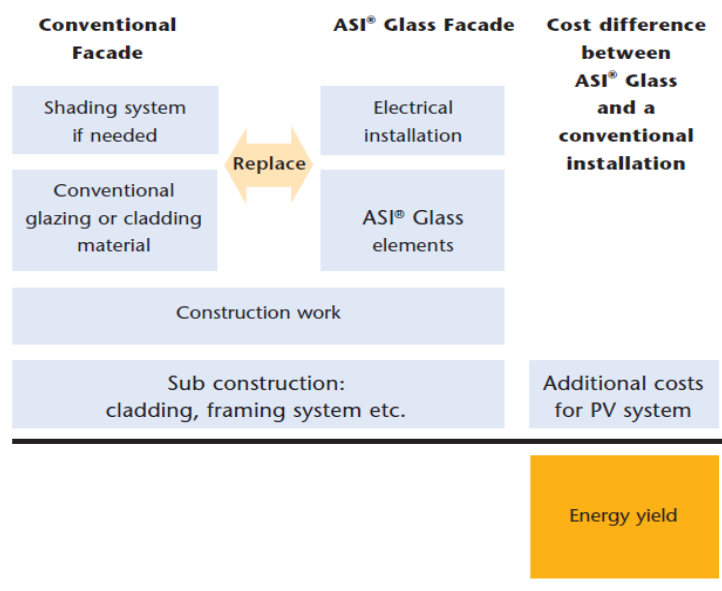 Conventional
Facade
ASI® Glass Facade
Cost difference
between
ASI® Glass
and a
conventional
installation
Shading system
if needed
Replace
Electrical
installation
Conventional
glazing or cladding
material
ASI® Glass
elements
Construction work
Sub construction:
cladding, framing system etc.
Additional costs
for PV system
Energy yield